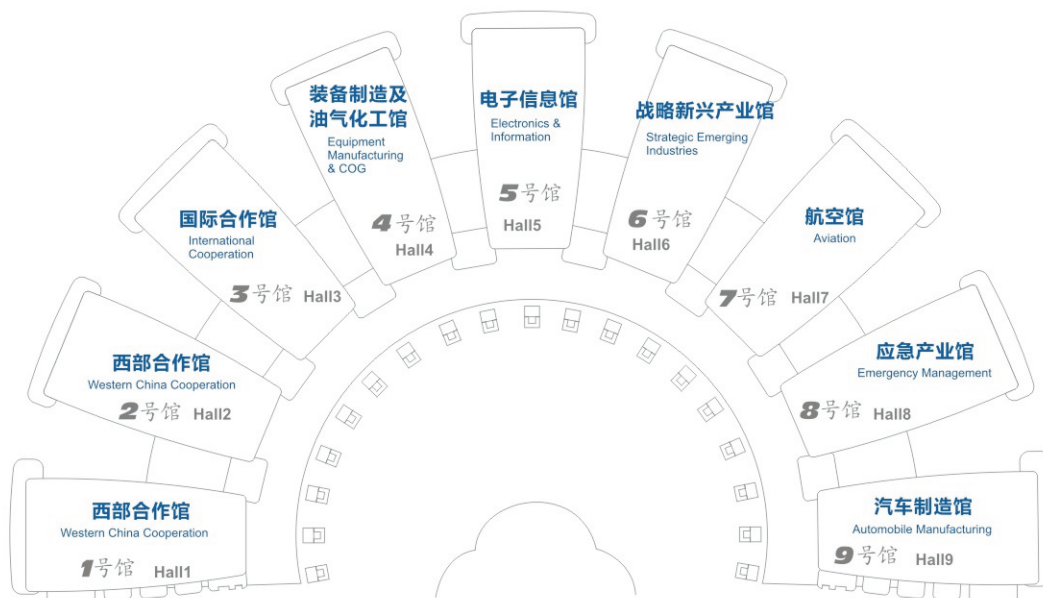 西部合作馆
Western China Cooperation
1号馆 Hall1
西部合作馆
Western China Cooperation
2号馆 Hall2
国际合作馆
International
Cooperation
3号馆 Hall3
装备制造及
油气化工馆
Equipment
Manufacturing
& COG
4号馆
Hall4
电子信息馆
Electronics &
Information
5号馆
Hall5
战略新兴产业馆
Strategic Emerging
Industries
6号馆
Hall6
航空馆
Aviation
7号馆 Hall7
应急产业馆
Emergency Management
8号馆 Hall8
汽车制造馆
Automobile Manufacturing
9号馆 Hall9